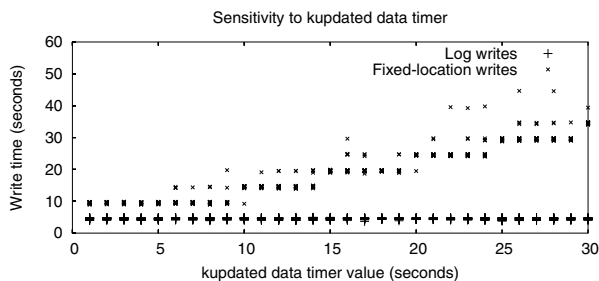 Sensitivity to kupdated data timer
60
50
40
30
20
10
0
Write time (seconds)
Log writes
Fixed-location writes
0 5 10 15 20 25 30
kupdated data timer value (seconds)